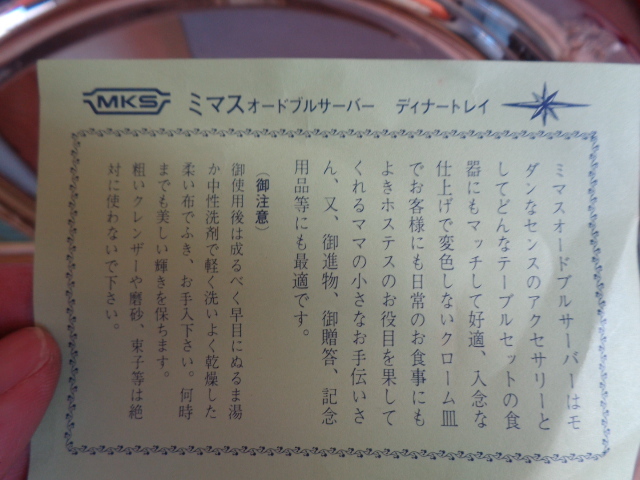 MKS ミマスオードブルサーバー ディナートレイ
ミマスオードブルサーバーはモ
ダンなセンスのアクセサリーと
してどんなテーブルセットの食
器にもマッチして好適、入念な
仕上げで変色しないクローム皿
でお客様にも日常のお食事にも
よきホステスのお役目を果して
くれるママの小さなお手伝いさ
ん、又、御進物、御贈答、記念
用品等にも最適です。
(御注意)
御使用後は成るべく早目にぬるま湯
か中性洗剤で軽く洗いよく乾燥した
柔い布でふき、お手入下さい。何時
までも美しい輝きを保ちます。
粗いクレンザーや磨砂、束子等は絶
対に使わないで下さい。